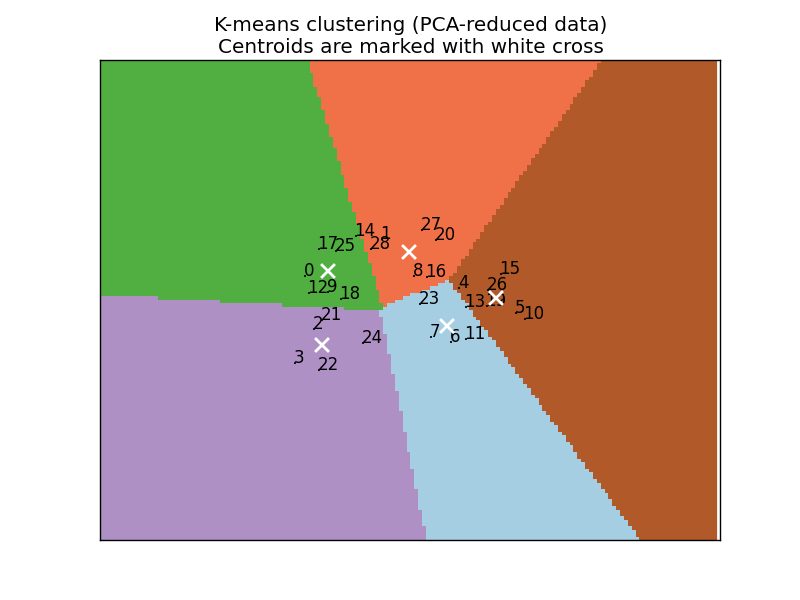 K-means clustering (PCA-reduced data)
Centroids are marked with white cross
27
14 1 20
17 25 28
0 8 16 15
12 9 18 4 26
23 13 5
21 10
2
24 7 6 11
3 22